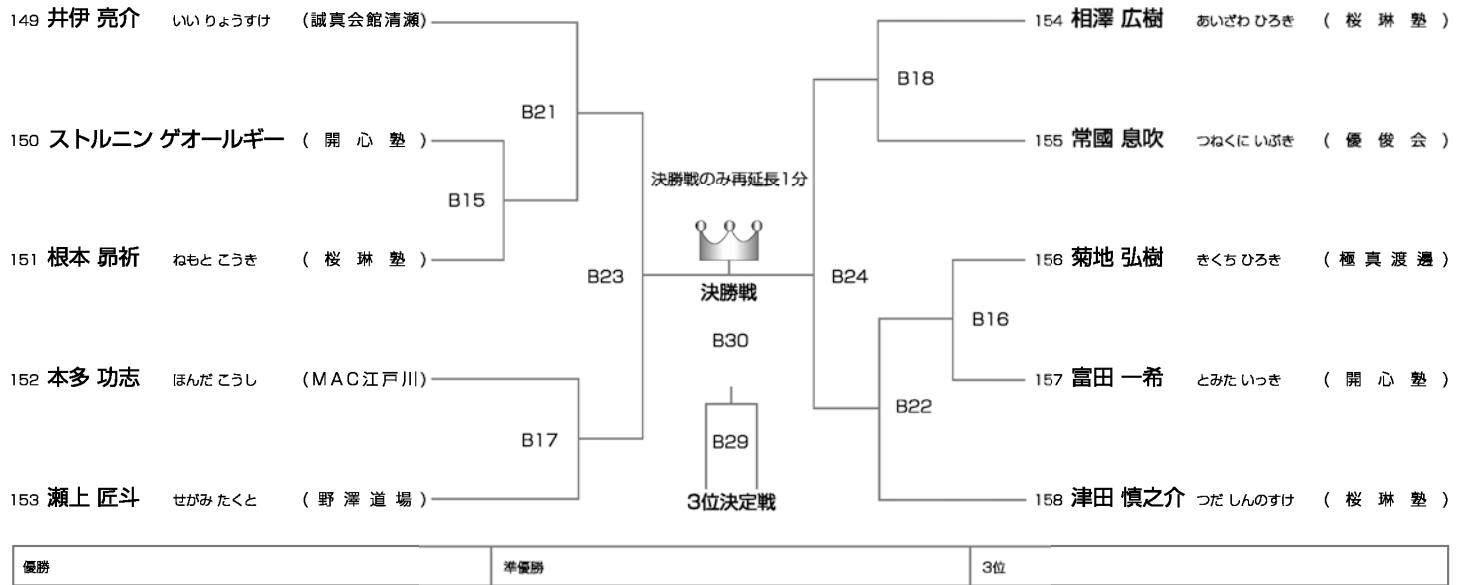 149 井伊 亮介 いい りょうすけ (誠真会館清瀬)
B21
150 ストルニン ゲオールギー ( 開 心 塾 )
B15
151 根本 昴祈 ねもと こうき ( 桜 琳 塾 )
B23
152 本多 功志 ほんだ こうし (MAC江戸川)
B17
153 瀬上 匠斗 せがみ たくと ( 野 澤 道 場 )
決勝戦のみ再延長1分
決勝戦
B30
B29
3位決定戦
154 相澤 広樹 あいざわ ひろき ( 桜 琳 塾 )
B18
155 常國 息吹 つねくに いぶき ( 優 俊 会 )
B24
156 菊地 弘樹 きくち ひろき ( 極 真 渡 邊 )
B16
157 富田 一希 とみた いっき ( 開 心 塾 )
B22
158 津田 慎之介 つだ しんのすけ ( 桜 琳 塾 )
優勝
準優勝
3位